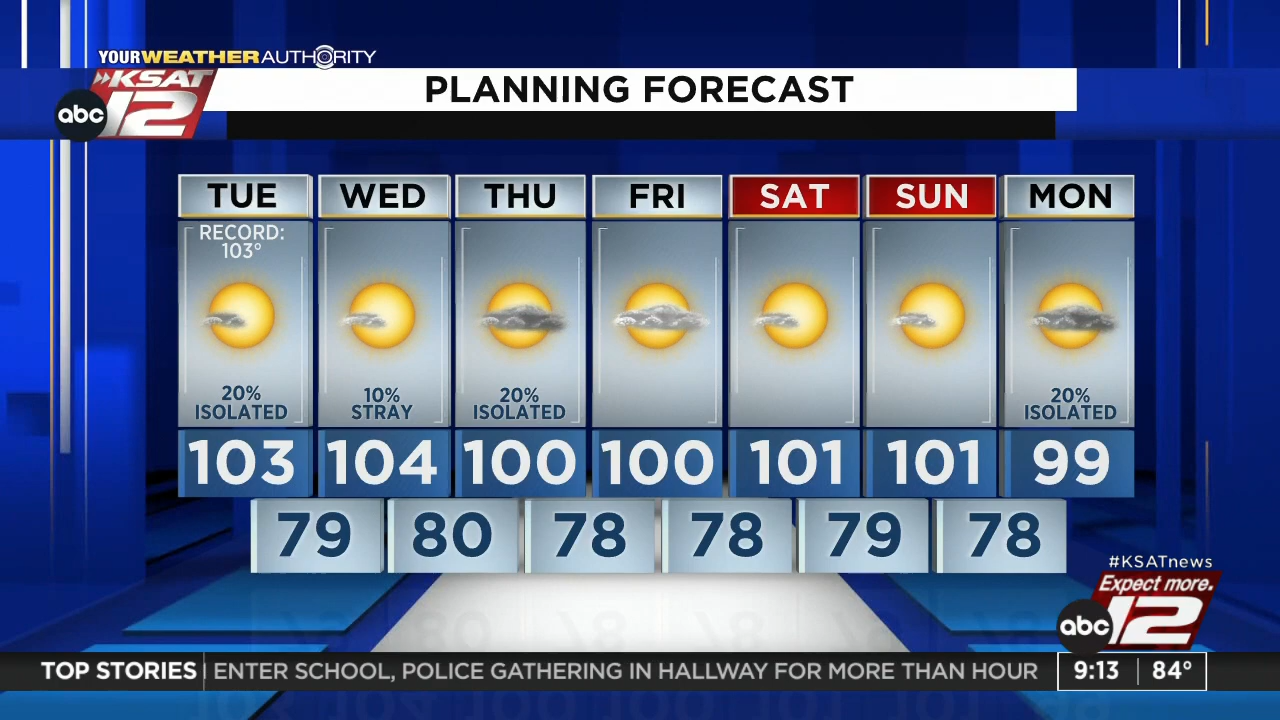 YOURWEATHERAUTHORITY
KSAT
abc 12
PLANNING FORECAST
TUE WED THU FRI SAT SUN MON
RECORD:
103°
20% 10% 20% 20%
ISOLATED STRAY ISOLATED ISOLATED
103 104 100 100 101 101 99
79 80 78 78 79 78
#KSATnews
Expect more.
abc 12
TOP STORIES ENTER SCHOOL, POLICE GATHERING IN HALLWAY FOR MORE THAN HOUR 9:13 84°